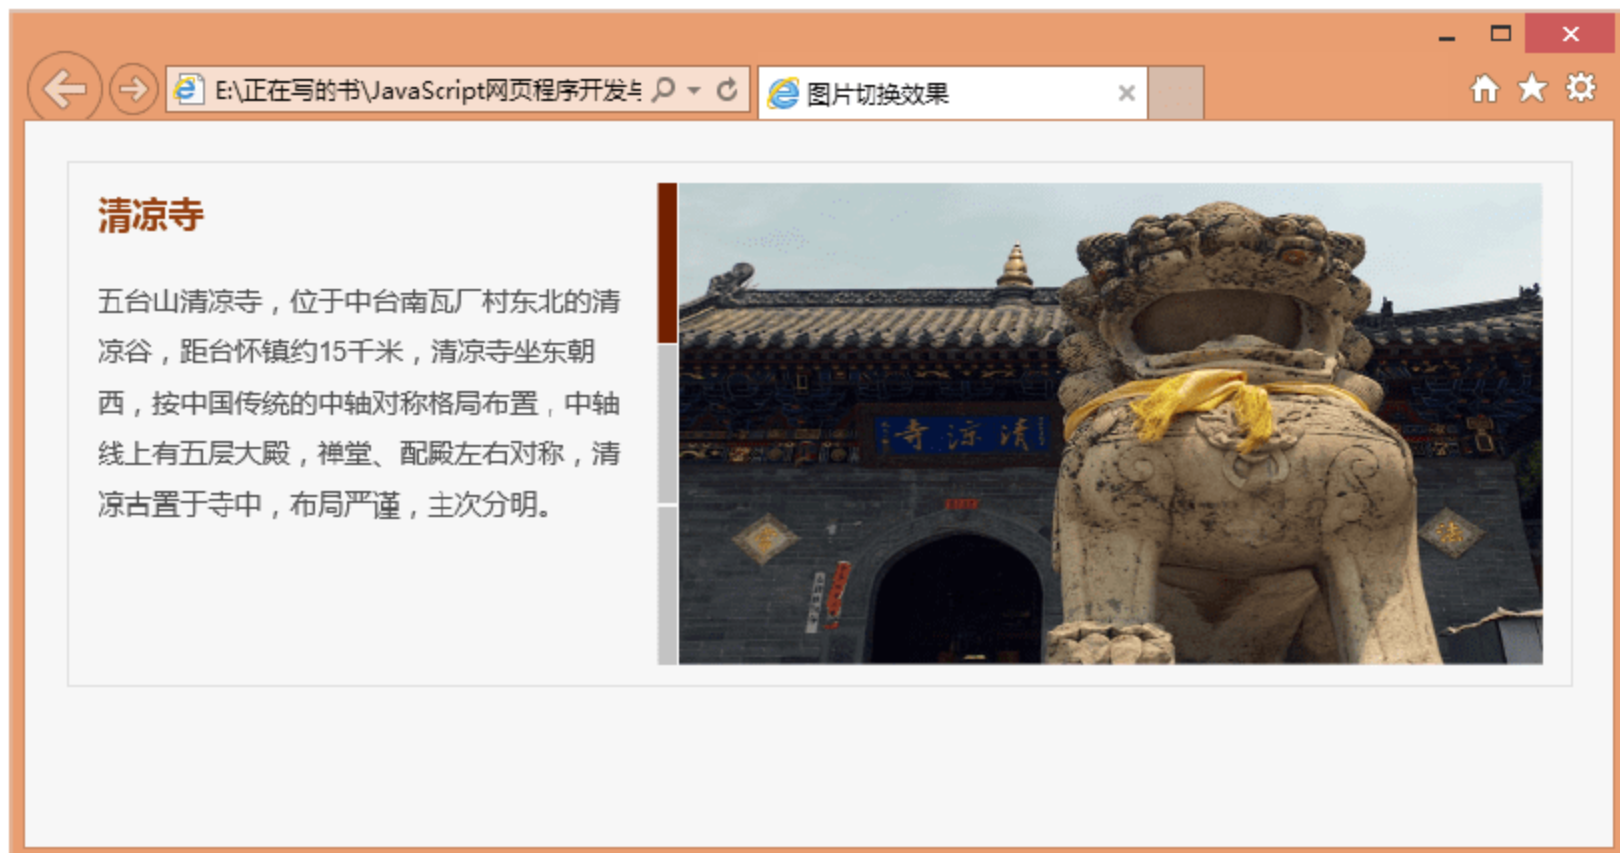 E:\正在写的书\JavaScript网页程序开发与
图片切换效果
清凉寺
五台山清凉寺，位于中台南瓦厂村东北的清
凉谷，距台怀镇约15千米，清凉寺坐东朝
西，按中国传统的中轴对称格局布置，中轴
线上有五层大殿，禅堂、配殿左右对称，清
凉古置于寺中，布局严谨，主次分明。
寺涼清
法